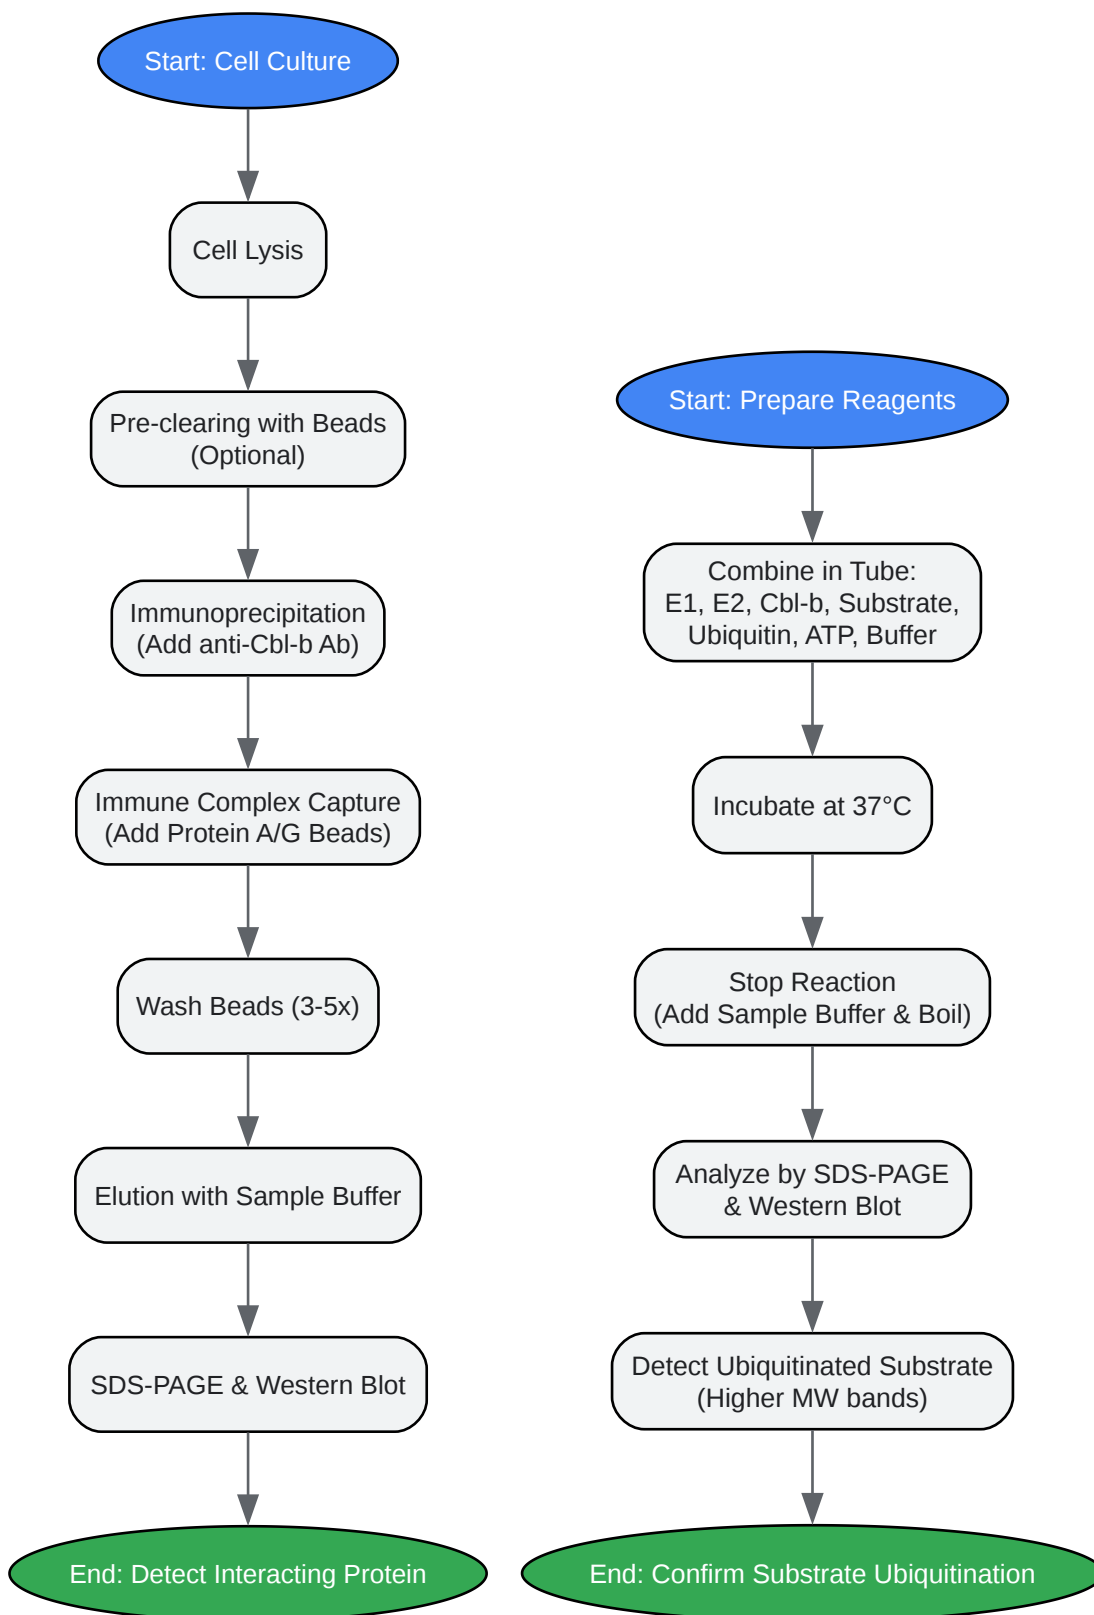 Start: Cell Culture
Cell Lysis
Pre-clearing with Beads
(Optional)
Immunoprecipitation
(Add anti-Cbl-b Ab)
Immune Complex Capture
(Add Protein A/G Beads)
Wash Beads (3-5x)
Elution with Sample Buffer
SDS-PAGE & Western Blot
End: Detect Interacting Protein
Start: Prepare Reagents
Combine in Tube:
E1, E2, Cbl-b, Substrate,
Ubiquitin, ATP, Buffer
Incubate at 37°C
Stop Reaction
(Add Sample Buffer & Boil)
Analyze by SDS-PAGE
& Western Blot
Detect Ubiquitinated Substrate
(Higher MW bands)
End: Confirm Substrate Ubiquitination